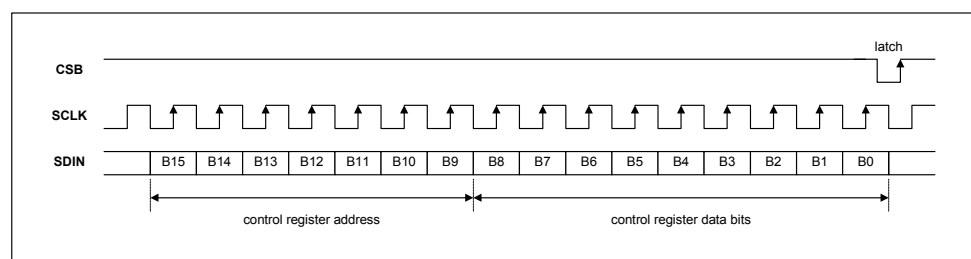 latch
CSB
SCLK
SDIN B15 B14 B13 B12 B11 B10 B9 B8 B7 B6 B5 B4 B3 B2 B1 B0
control register address control register data bits